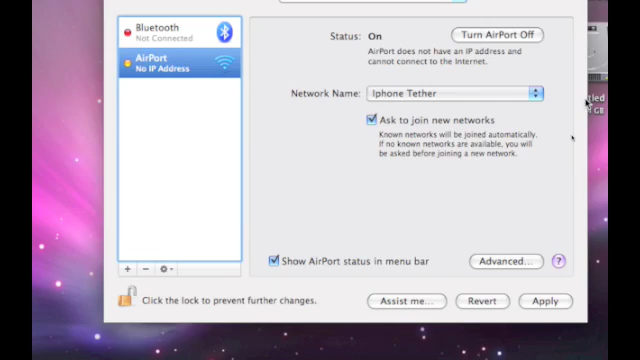 Bluetooth
Not Connected
AirPort
No IP Address
Status: On
Turn AirPort Off
AirPort does not have an IP address and
cannot connect to the Internet.
Network Name: Iphone Tether
Ask to join new networks
Known networks will be joined automatically.
If no known networks are available, you will
be asked before joining a new network.
Show AirPort status in menu bar
Advanced...
?
Click the lock to prevent further changes.
Assist me...
Revert
Apply